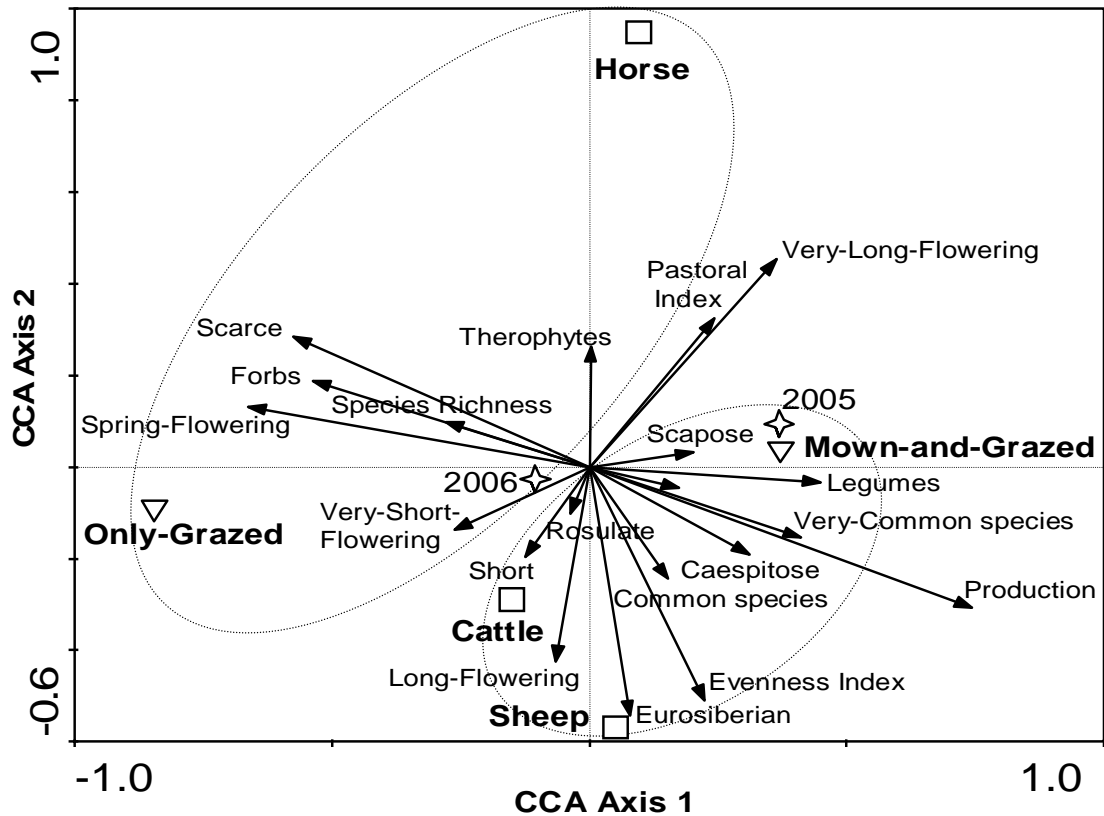 1.0
Horse
Very-Long-Flowering
Pastoral
Index
Scarce
Therophytes
Forbs
Species Richness
Spring-Flowering
2005
Scapose
Mown-and-Grazed
2006
Legumes
Only-Grazed
Very-Short-
Flowering
Rosulate
Very-Common species
Short
Caespitose
Common species
Production
Cattle
Long-Flowering
Evenness Index
Sheep
Eurosiberian
CCA Axis 2
-0.6
-1.0
1.0
CCA Axis 1